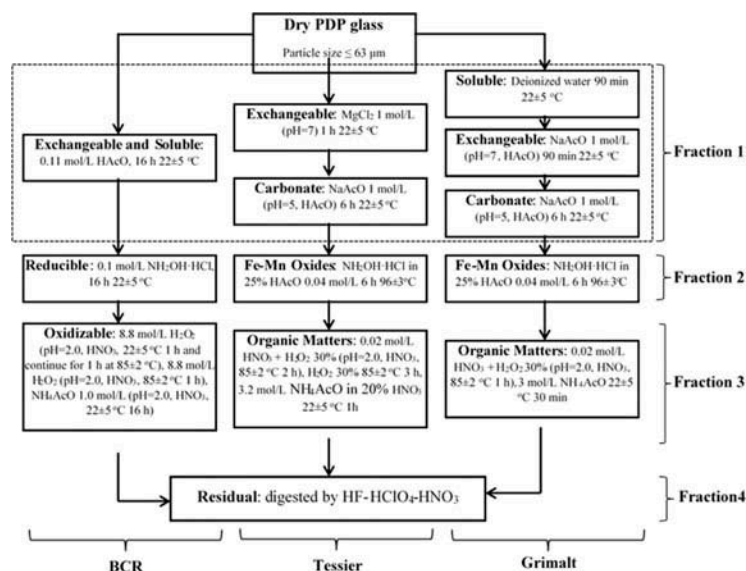 Dry PDP glass
Particle size ≤ 63 μm
Exchangeable and Soluble:
0.11 mol/L HAcO, 16 h 22±5 °C
Exchangeable: MgCl2 1 mol/L
(pH=7) 1 h 22±5 °C
Carbonate: NaAcO 1 mol/L
(pH=5, HAcO) 6 h 22±5 °C
Soluble: Deionized water 90 min
22±5 °C
Exchangeable: NaAcO 1 mol/L
(pH=7, HAcO) 90 min 22±5 °C
Carbonate: NaAcO 1 mol/L
(pH=5, HAcO) 6 h 22±5 °C
Fraction 1
Reducible: 0.1 mol/L NH2OH·HCl,
16 h 22±5 °C
Fe-Mn Oxides: NH2OH·HCl in
25% HAcO 0.04 mol/L 6 h 96±3°C
Fe-Mn Oxides: NH2OH·HCl in
25% HAcO 0.04 mol/L 6 h 96±3°C
Fraction 2
Oxidizable: 8.8 mol/L H2O2
(pH=2.0, HNO3, 22±5 °C 1 h and
continue for 1 h at 85±2 °C), 8.8 mol/L
H2O2 (pH=2.0, HNO3, 85±2 °C 1 h),
NH4AcO 1.0 mol/L (pH=2.0, HNO3,
22±5 °C 16 h)
Organic Matters: 0.02 mol/L
HNO3 + H2O2 30% (pH=2.0, HNO3,
85±2 °C 2 h), H2O2 30% 85±2 °C 3 h,
3.2 mol/L NH4AcO in 20% HNO3
22±5 °C 1h
Organic Matters: 0.02 mol/L
HNO3 + H2O2 30% (pH=2.0, HNO3,
85±2 °C 1 h), 3 mol/L NH4AcO 22±5
°C 30 min
Fraction 3
Residual: digested by HF-HClO4-HNO3
Fraction4
BCR
Tessier
Grimalt